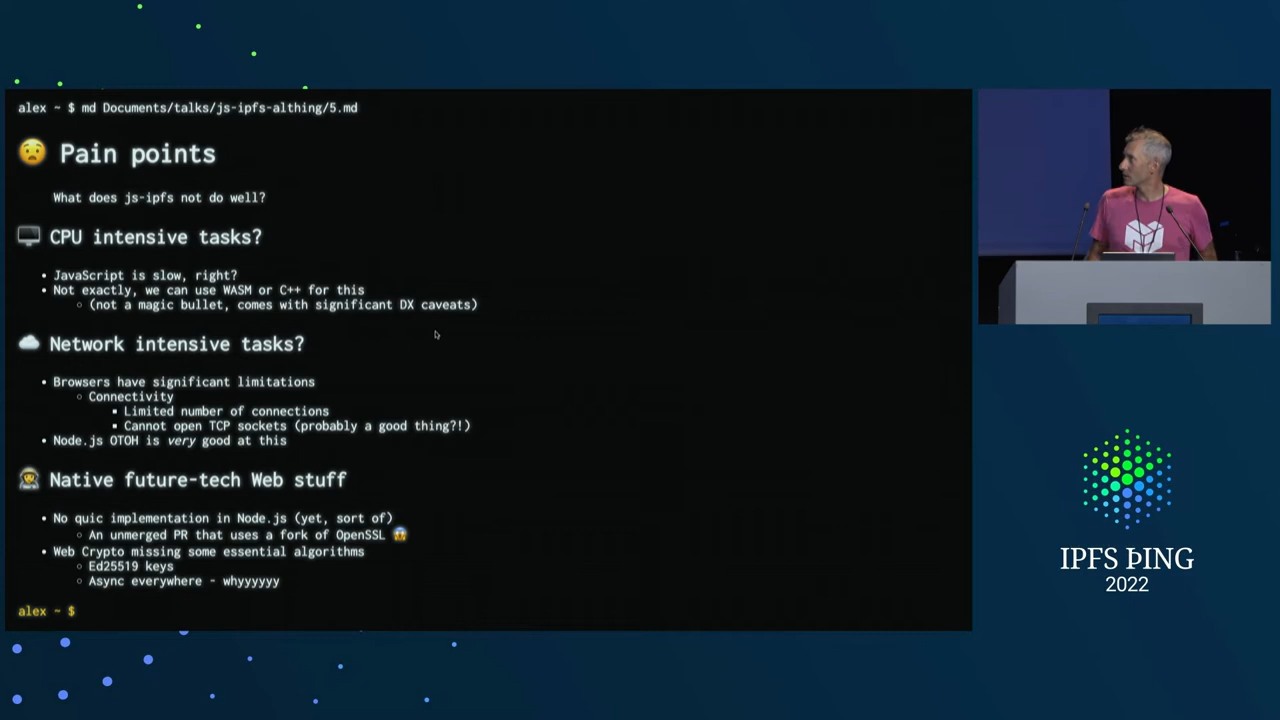 alex ~ $ md Documents/talks/js-ipfs-althing/5.md
😟 Pain points
What does js-ipfs not do well?
🖥️ CPU intensive tasks?
• JavaScript is slow, right?
• Not exactly, we can use WASM or C++ for this
◦ (not a magic bullet, comes with significant DX caveats)
☁️ Network intensive tasks?
• Browsers have significant limitations
◦ Connectivity
▪ Limited number of connections
▪ Cannot open TCP sockets (probably a good thing?!)
• Node.js OTOH is very good at this
👩‍🚀 Native future-tech Web stuff
• No quic implementation in Node.js (yet, sort of)
◦ An unmerged PR that uses a fork of OpenSSL 😱
• Web Crypto missing some essential algorithms
◦ Ed25519 keys
◦ Async everywhere - whyyyyyy
alex ~ $
IPFS ÞING
2022